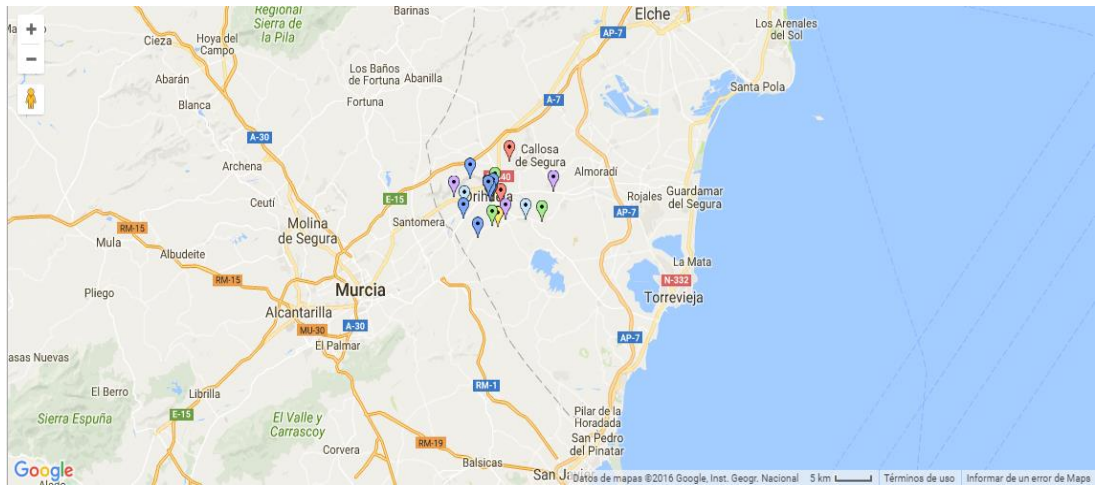 Regional
Sierra de
la Pila
Barinas
Elche
Los Arenales
del Sol
AP-7
Cieza
Hoya del
Campo
Los Baños
de Fortuna
Abanilla
Abarán
Santa Pola
Blanca
Fortuna
A-7
A-30
Callosa
de Segura
Archena
Almoradí
40
Rojales
Guardamar
del Segura
Ceutí
E-15
Santomera
AP-7
Molina
de Segura
RM-15
Mula
Albudeite
La Mata
RM-15
N-332
Pliego
Murcia
Torrevieja
Alcantarilla
A-30
MU-30
El Palmar
AP-7
asas Nuevas
El Berro
Librilla
RM-1
E-15
Sierra Espuña
El Valle y
Carrascoy
Pilar de la
Horadada
RM-19
San Pedro
del Pinatar
Corvera
Balsicas
Google
San Javier
Datos de mapas ©2016 Google, Inst. Geogr. Nacional 5 km Términos de uso Informar de un error de Maps